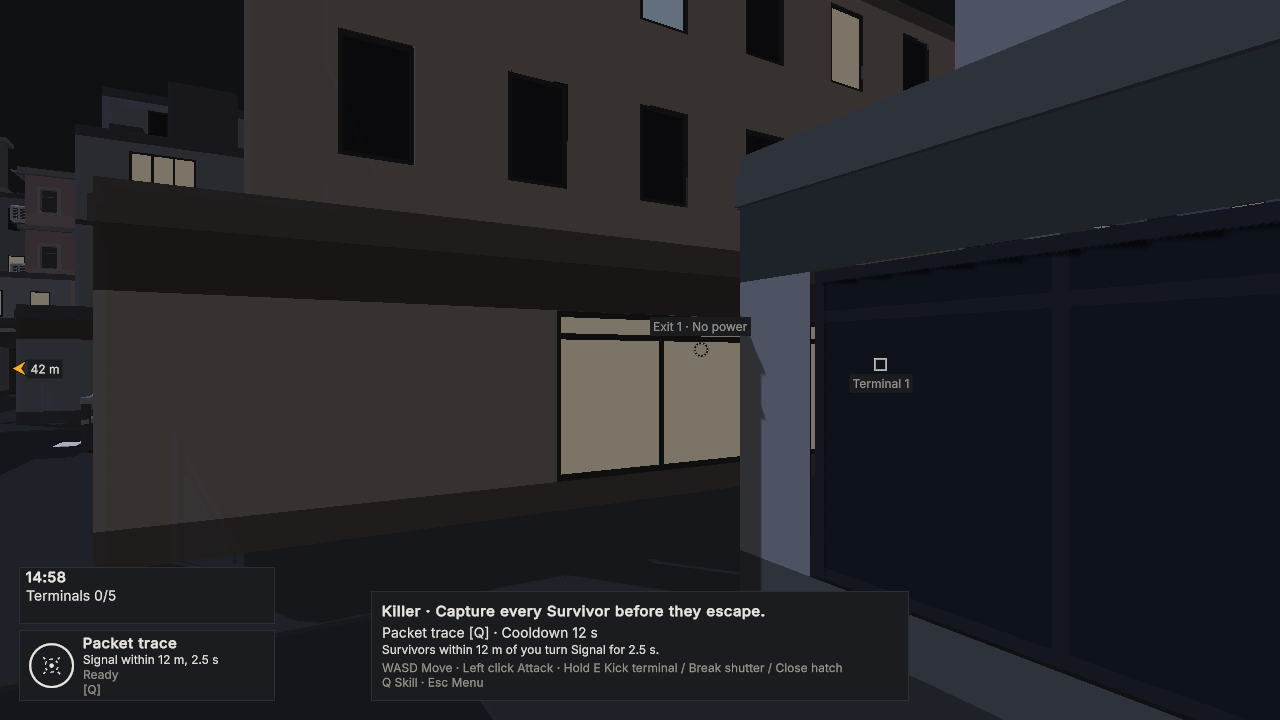 Exit 1 · No power
42 m
Terminal 1
14:58
Terminals 0/5
Packet trace
Signal within 12 m, 2.5 s
Ready
[Q]
Killer · Capture every Survivor before they escape.
Packet trace [Q] · Cooldown 12 s
Survivors within 12 m of you turn Signal for 2.5 s.
WASD Move · Left click Attack · Hold E Kick terminal / Break shutter / Close hatch
Q Skill · Esc Menu